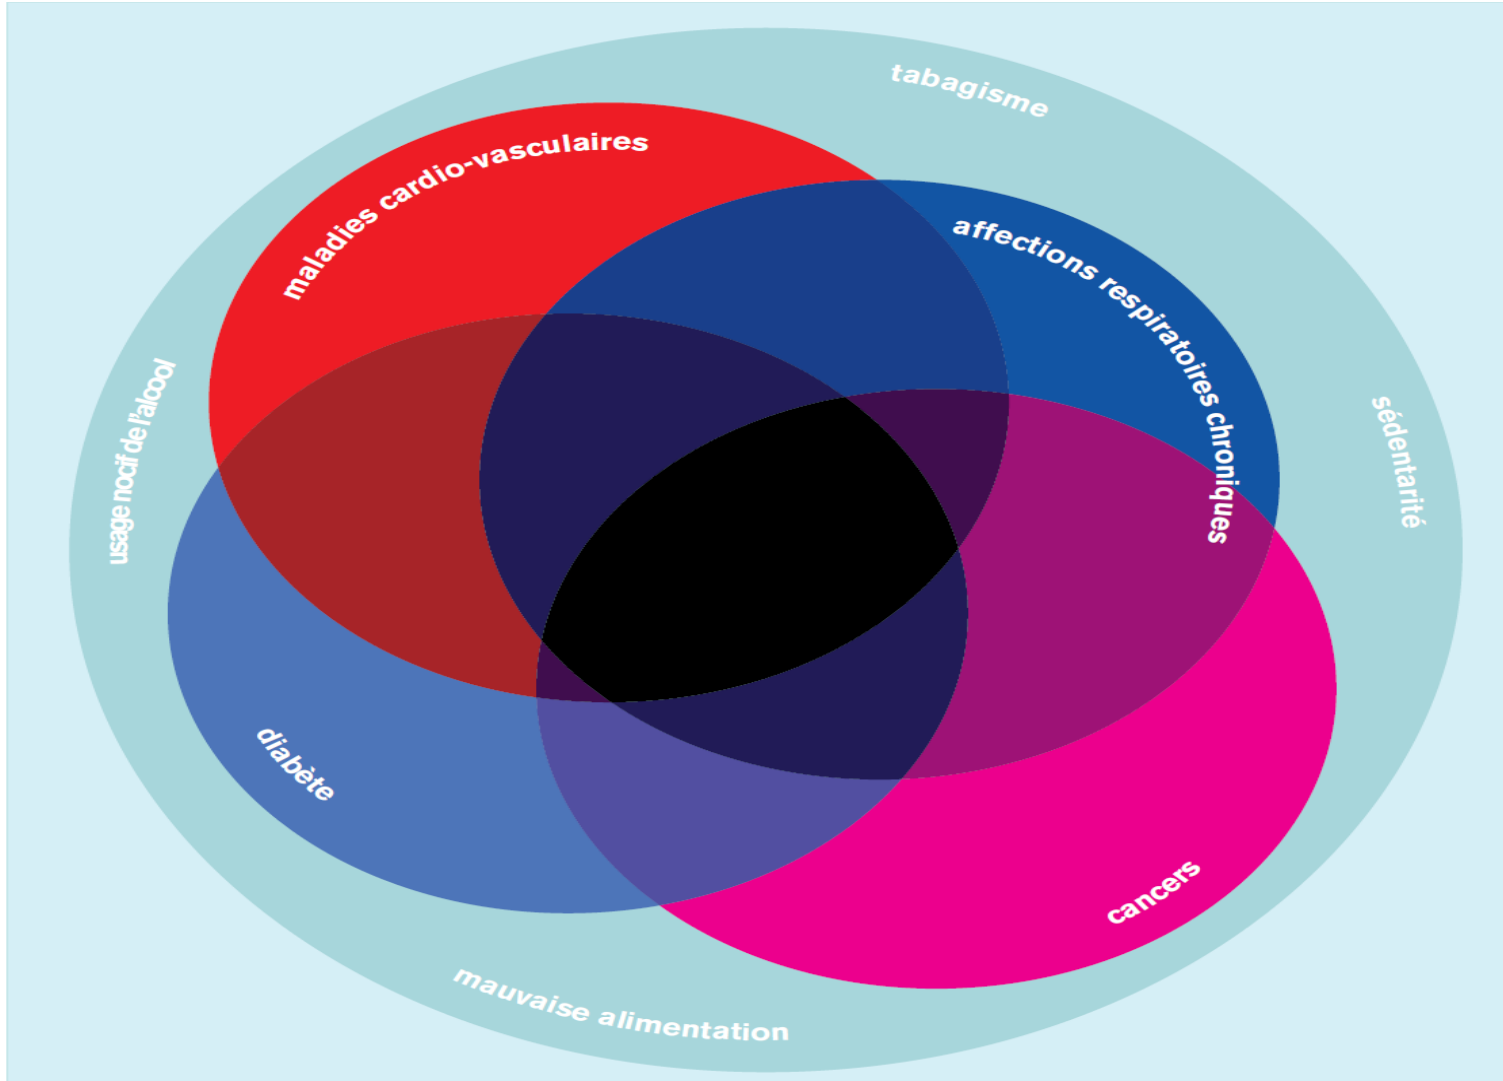 tabagisme
maladies cardio-vasculaires
affections respiratoires chroniques
usage nocif de l'alcool
sédentarité
diabète
cancers
mauvaise alimentation